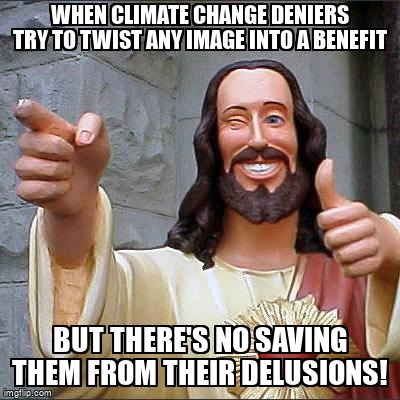 WHEN CLIMATE CHANGE DENIERS
TRY TO TWIST ANY IMAGE INTO A BENEFIT
BUT THERE'S NO SAVING
THEM FROM THEIR DELUSIONS!
imgflip.com